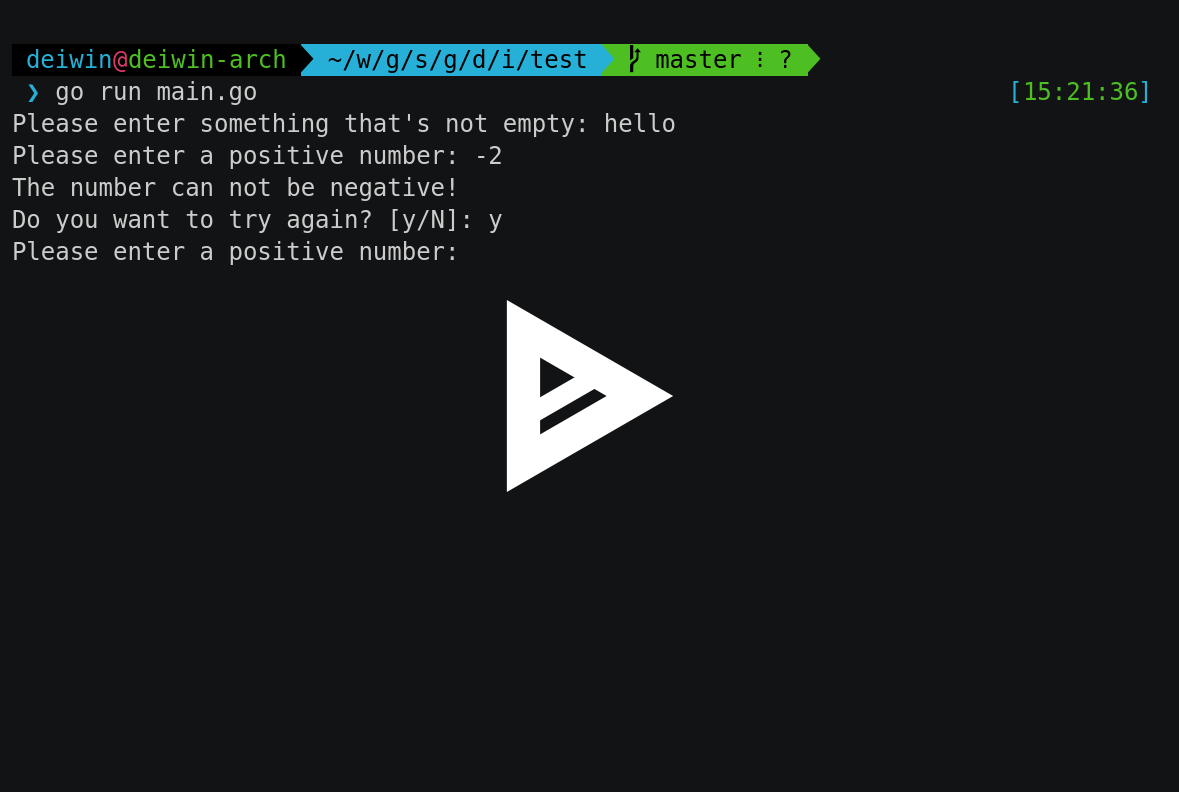 deiwin@deiwin-arch ~/w/g/s/g/d/i/test master ⁝ ?
❯ go run main.go [15:21:36]
Please enter something that's not empty: hello
Please enter a positive number: -2
The number can not be negative!
Do you want to try again? [y/N]: y
Please enter a positive number: